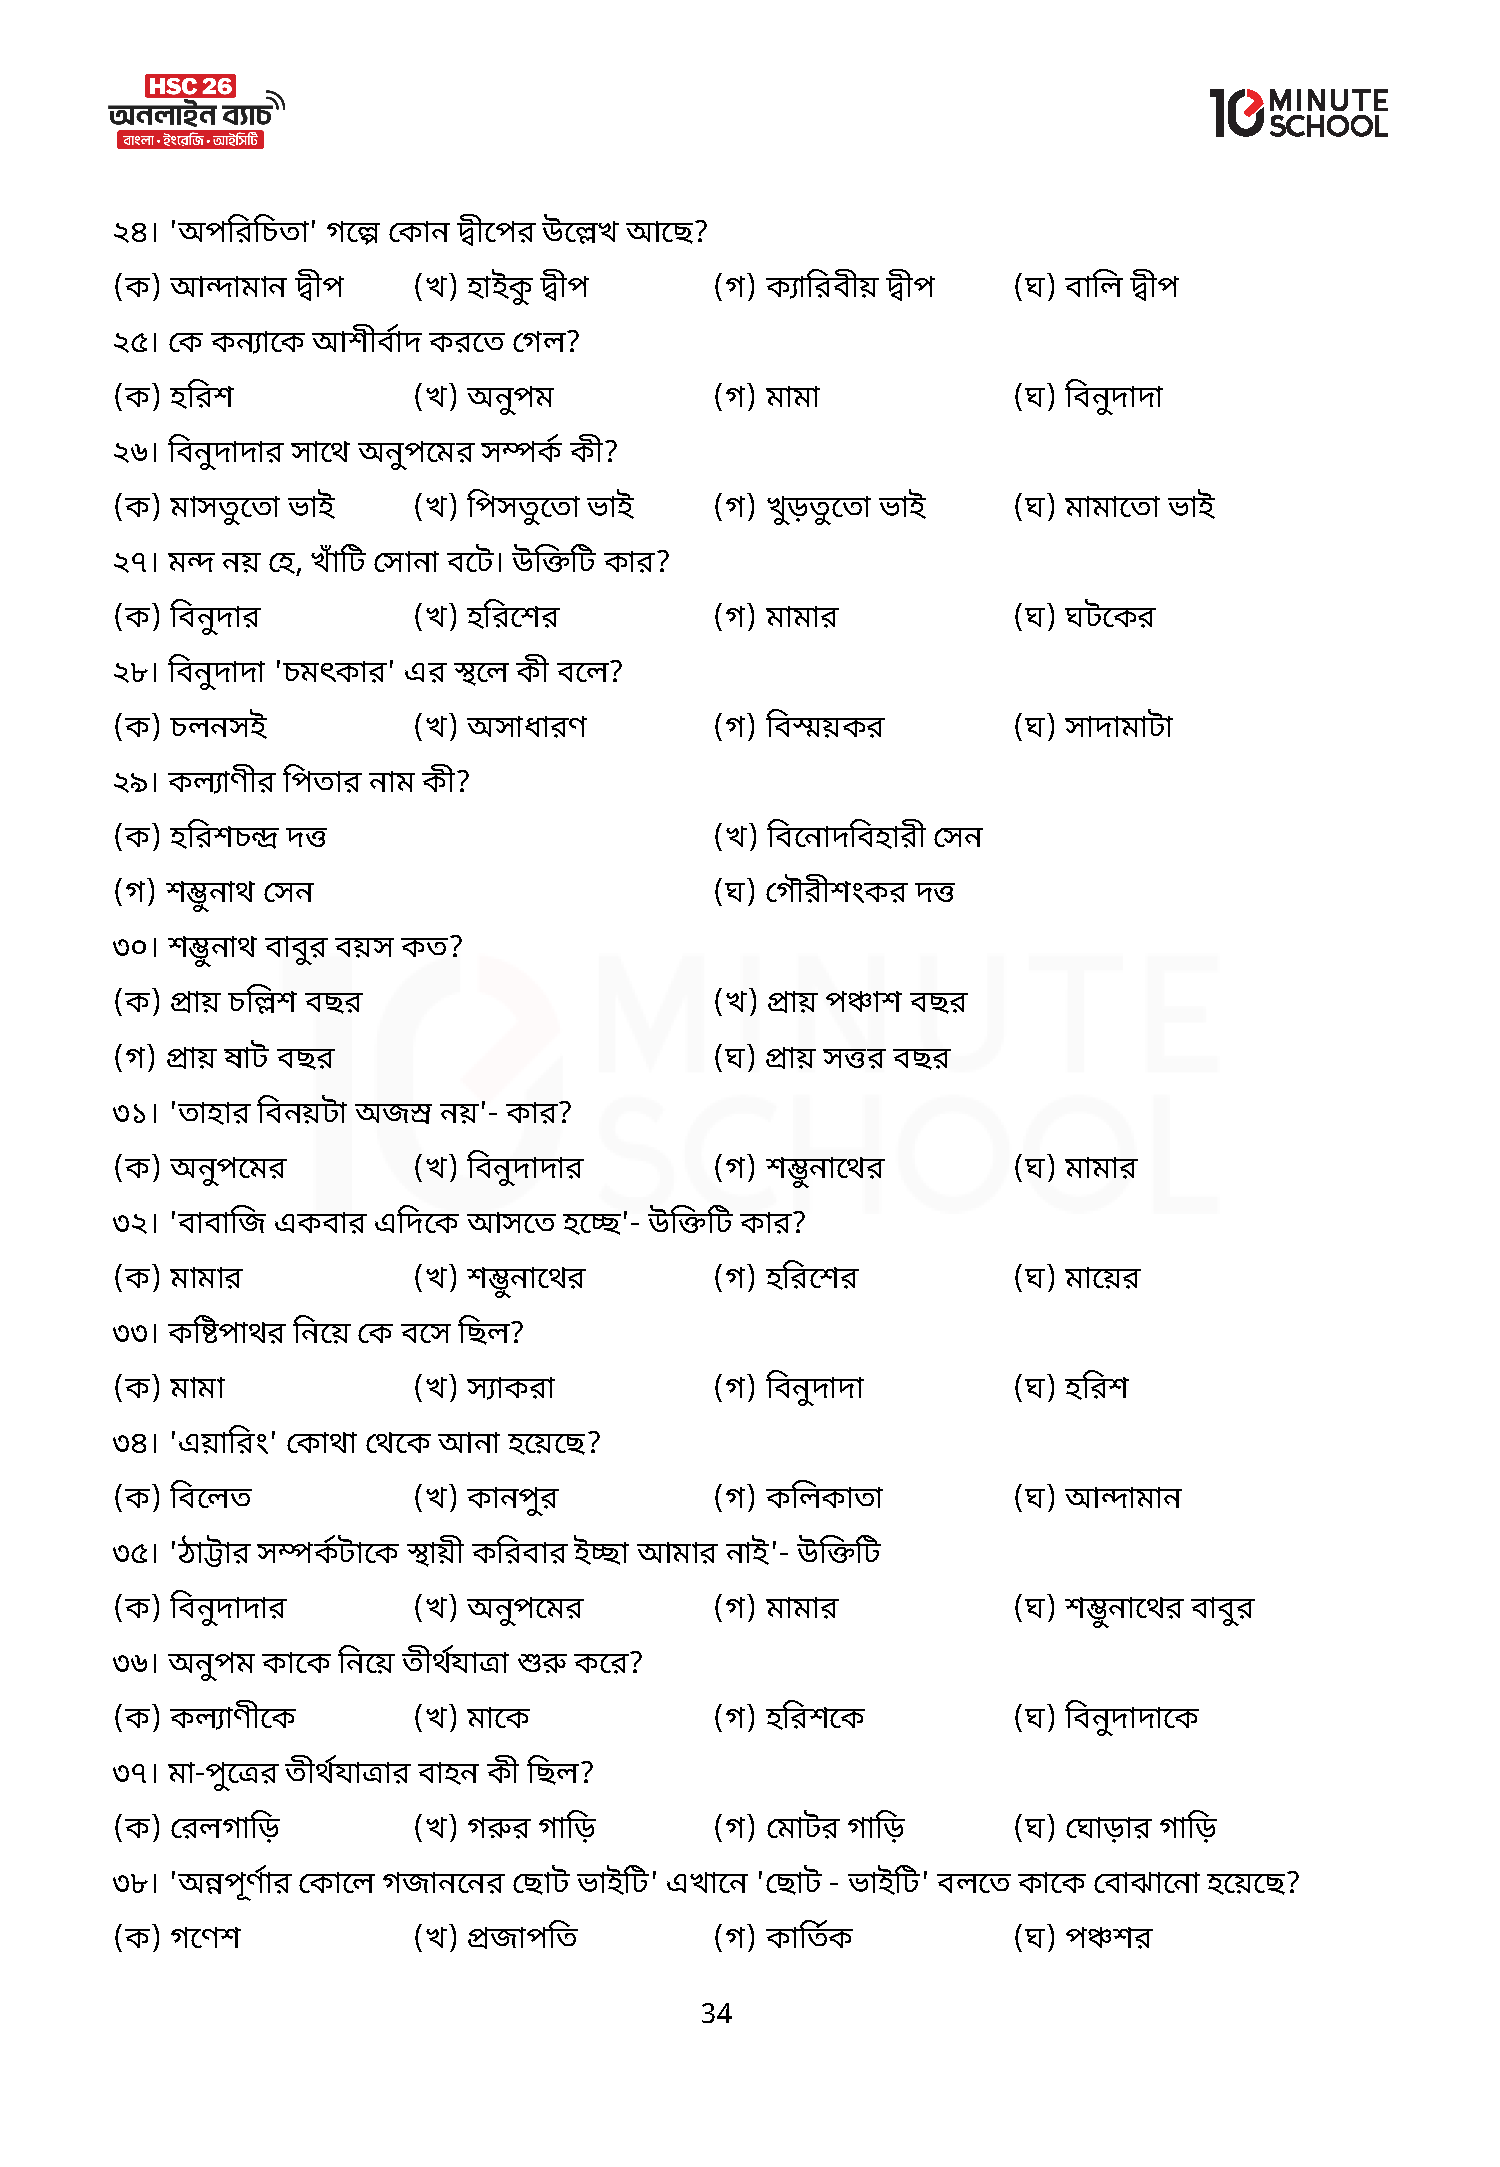 HSC 26
অনলাইন ব্যাচ
বাংলা • ইংরেজি • আইসিটি
10 MINUTE SCHOOL
২৪। 'অপরিচিতা' গল্পে কোন দ্বীপের উল্লেখ আছে?
(ক) আন্দামান দ্বীপ (খ) হাইকু দ্বীপ (গ) ক্যারিবীয় দ্বীপ (ঘ) বালি দ্বীপ
২৫। কে কন্যাকে আশীর্বাদ করতে গেল?
(ক) হরিশ (খ) অনুপম (গ) মামা (ঘ) বিনুদাদা
২৬। বিনুদাদার সাথে অনুপমের সম্পর্ক কী?
(ক) মাসতুতো ভাই (খ) পিসতুতো ভাই (গ) খুড়তুতো ভাই (ঘ) মামাতো ভাই
২৭। মন্দ নয় হে, খাঁটি সোনা বটে। উক্তিটি কার?
(ক) বিনুদার (খ) হরিশের (গ) মামার (ঘ) ঘটকের
২৮। বিনুদাদা 'চমৎকার' এর স্থলে কী বলে?
(ক) চলনসই (খ) অসাধারণ (গ) বিস্ময়কর (ঘ) সাদামাটা
২৯। কল্যাণীর পিতার নাম কী?
(ক) হরিশচন্দ্র দত্ত (খ) বিনোদবিহারী সেন
(গ) শম্ভুনাথ সেন (ঘ) গৌরীশংকর দত্ত
৩০। শম্ভুনাথ বাবুর বয়স কত?
(ক) প্রায় চল্লিশ বছর (খ) প্রায় পঞ্চাশ বছর
(গ) প্রায় ষাট বছর (ঘ) প্রায় সত্তর বছর
৩১। 'তাহার বিনয়টা অজস্র নয়'- কার?
(ক) অনুপমের (খ) বিনুদাদার (গ) শম্ভুনাথের (ঘ) মামার
৩২। 'বাবাজি একবার এদিকে আসতে হচ্ছে'- উক্তিটি কার?
(ক) মামার (খ) শম্ভুনাথের (গ) হরিশের (ঘ) মায়ের
৩৩। কষ্টিপাথর নিয়ে কে বসে ছিল?
(ক) মামা (খ) স্যাকরা (গ) বিনুদাদা (ঘ) হরিশ
৩৪। 'এয়ারিং' কোথা থেকে আনা হয়েছে?
(ক) বিলেত (খ) কানপুর (গ) কলিকাতা (ঘ) আন্দামান
৩৫। 'ঠাট্টার সম্পর্কটাকে স্থায়ী করিবার ইচ্ছা আমার নাই'- উক্তিটি
(ক) বিনুদাদার (খ) অনুপমের (গ) মামার (ঘ) শম্ভুনাথের বাবুর
৩৬। অনুপম কাকে নিয়ে তীর্থযাত্রা শুরু করে?
(ক) কল্যাণীকে (খ) মাকে (গ) হরিশকে (ঘ) বিনুদাদাকে
৩৭। মা-পুত্রের তীর্থযাত্রার বাহন কী ছিল?
(ক) রেলগাড়ি (খ) গরুর গাড়ি (গ) মোটর গাড়ি (ঘ) ঘোড়ার গাড়ি
৩৮। 'অন্নপূর্ণার কোলে গজাননের ছোট ভাইটি' এখানে 'ছোট - ভাইটি' বলতে কাকে বোঝানো হয়েছে?
(ক) গণেশ (খ) প্রজাপতি (গ) কার্তিক (ঘ) পঞ্চশর
34